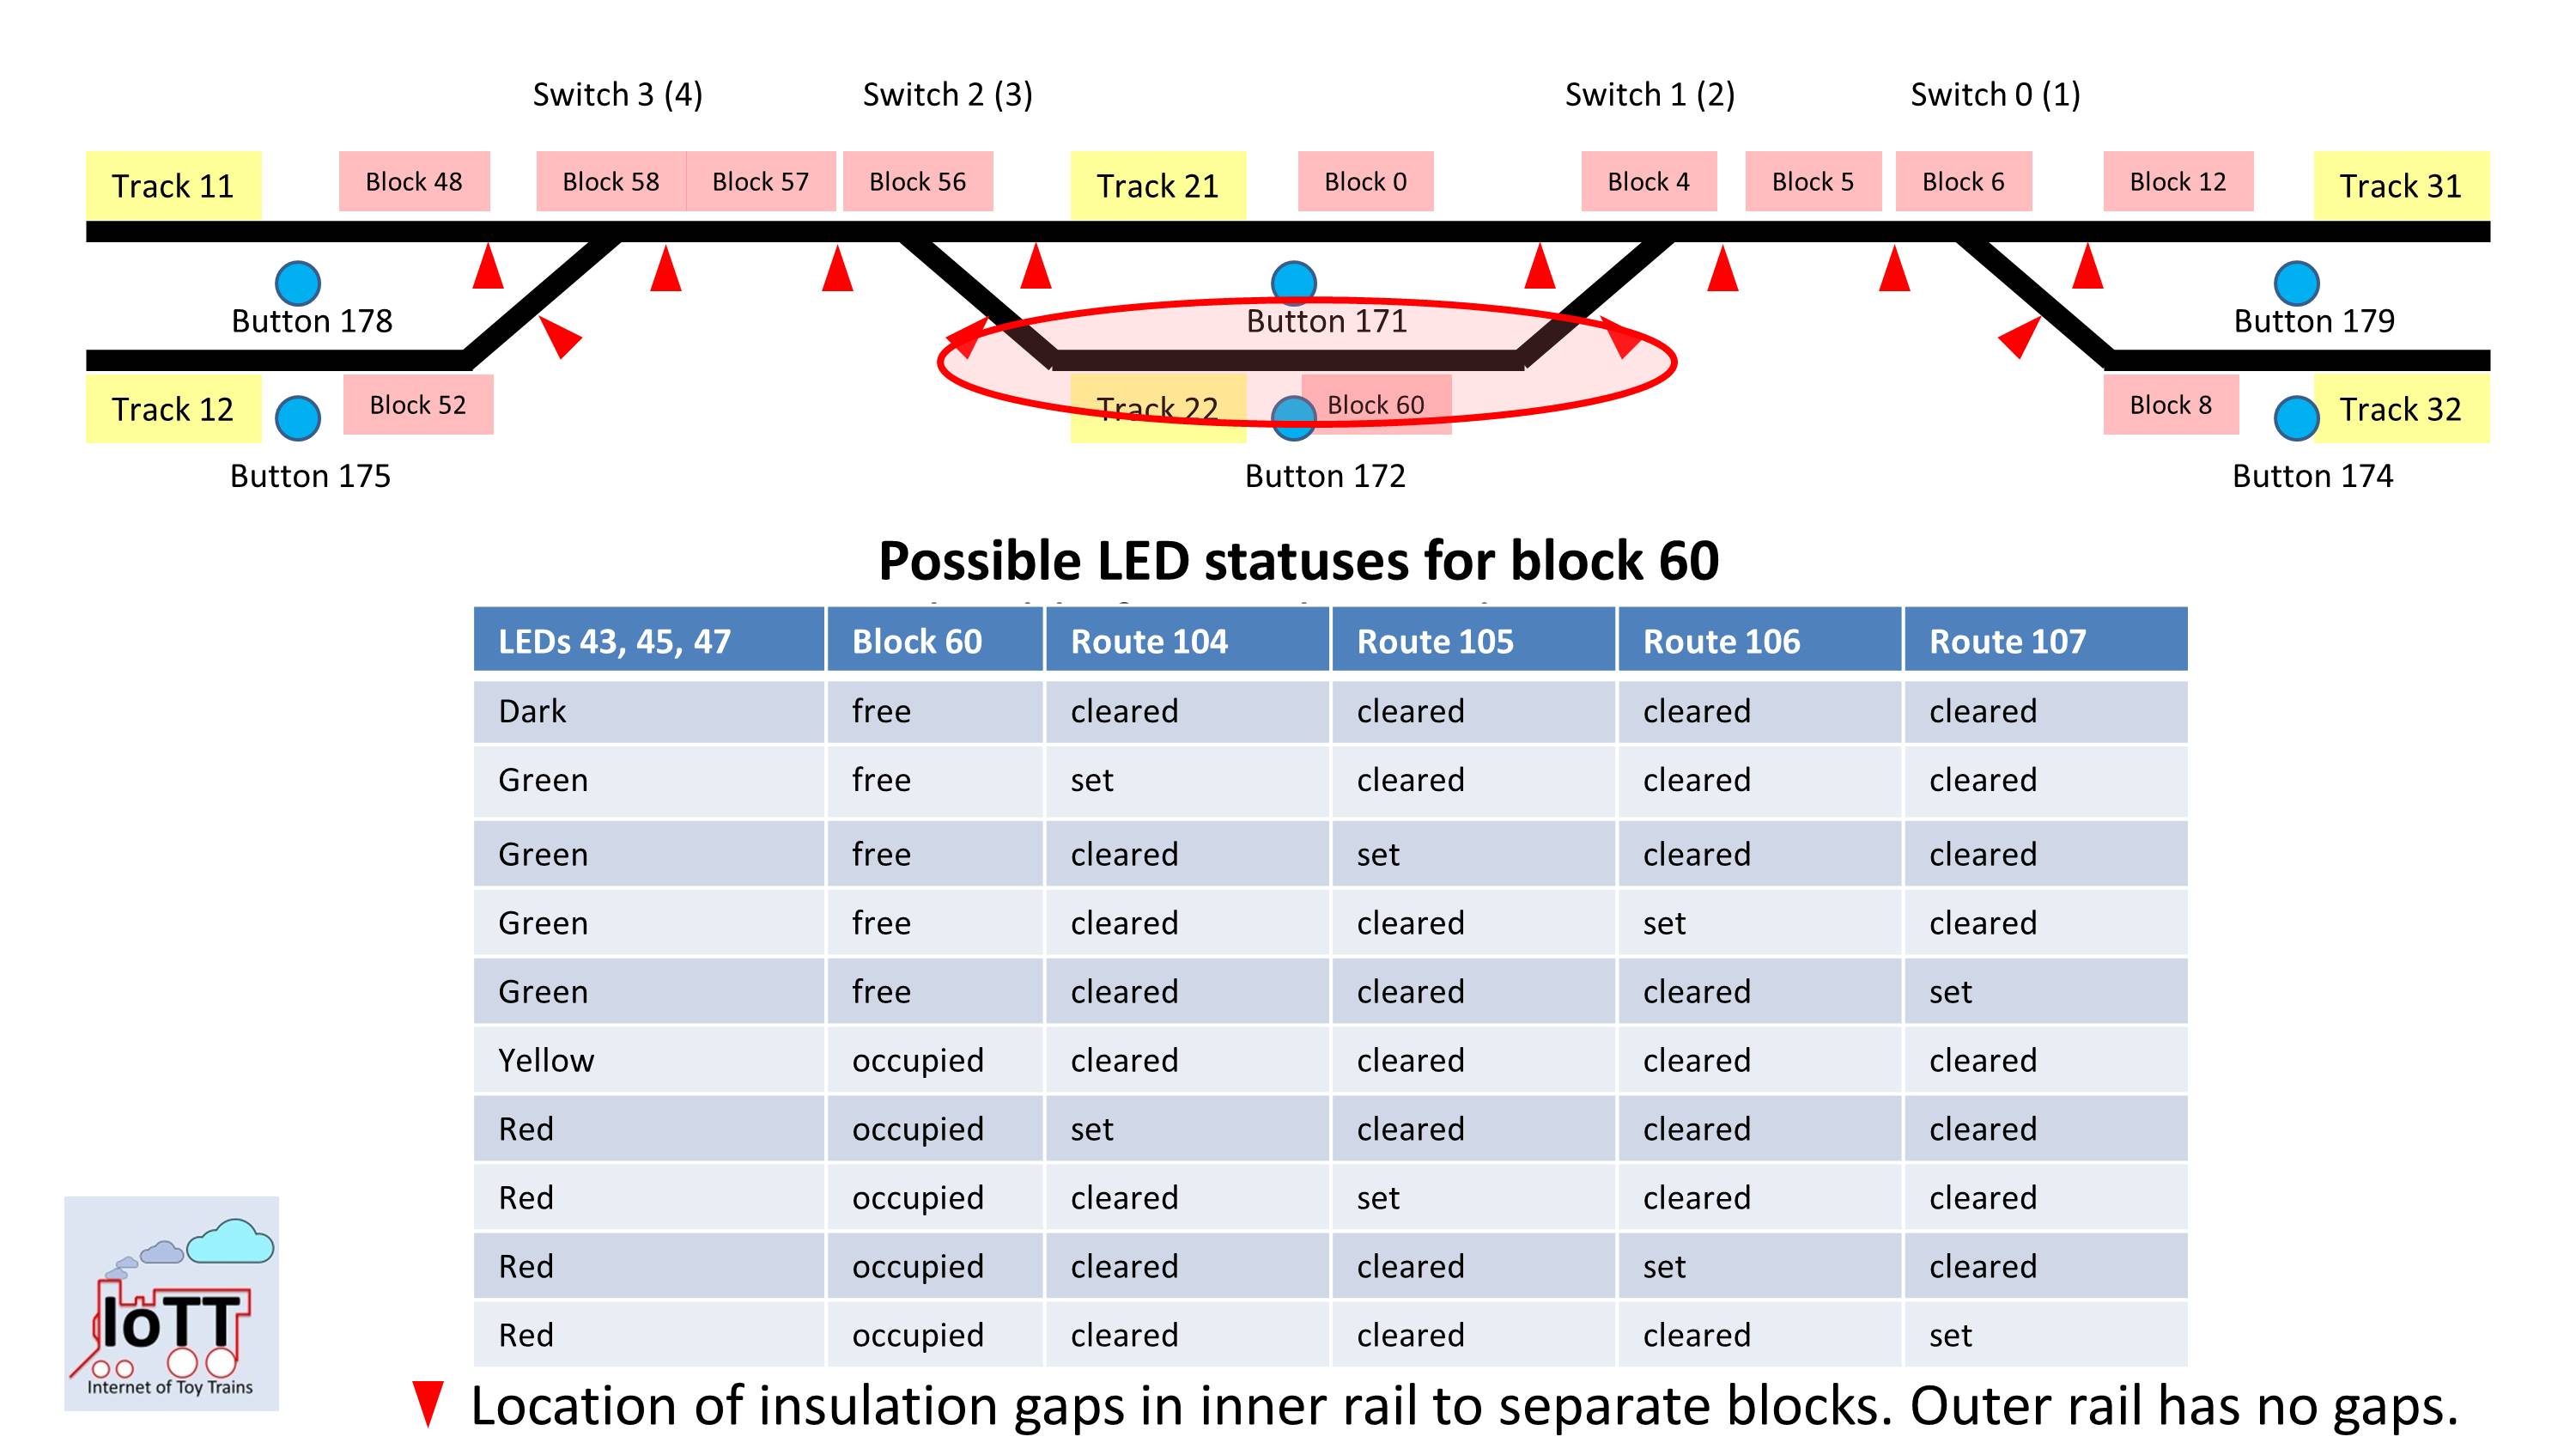 Switch 3 (4) Switch 2 (3) Switch 1 (2) Switch 0 (1)
Track 11 Block 48 Block 58 Block 57 Block 56 Track 21 Block 0 Block 4 Block 5 Block 6 Block 12 Track 31
Button 178 Button 171 Button 179
Track 12 Block 52 Track 22 Block 60 Block 8 Track 32
Button 175 Button 172 Button 174
Possible LED statuses for block 60
LEDs 43, 45, 47 Block 60 Route 104 Route 105 Route 106 Route 107
Dark free cleared cleared cleared cleared
Green free set cleared cleared cleared
Green free cleared set cleared cleared
Green free cleared cleared set cleared
Green free cleared cleared cleared set
Yellow occupied cleared cleared cleared cleared
Red occupied set cleared cleared cleared
Red occupied cleared set cleared cleared
Red occupied cleared cleared set cleared
Red occupied cleared cleared cleared set
IoTT
Internet of Toy Trains
Location of insulation gaps in inner rail to separate blocks. Outer rail has no gaps.